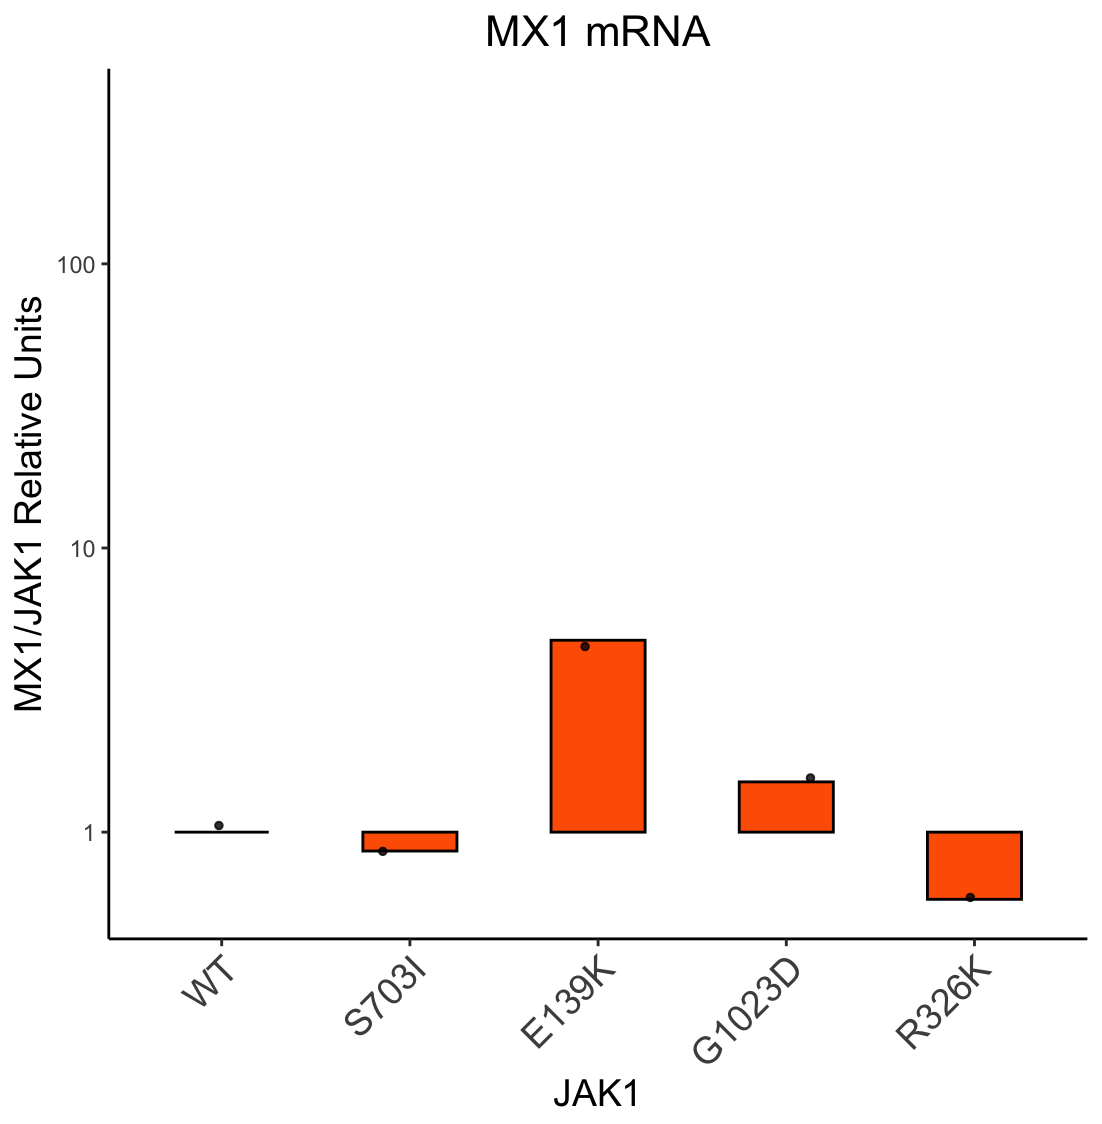 MX1 mRNA
MX1/JAK1 Relative Units
100
10
1
WT
S703I
E139K
G1023D
R326K
JAK1